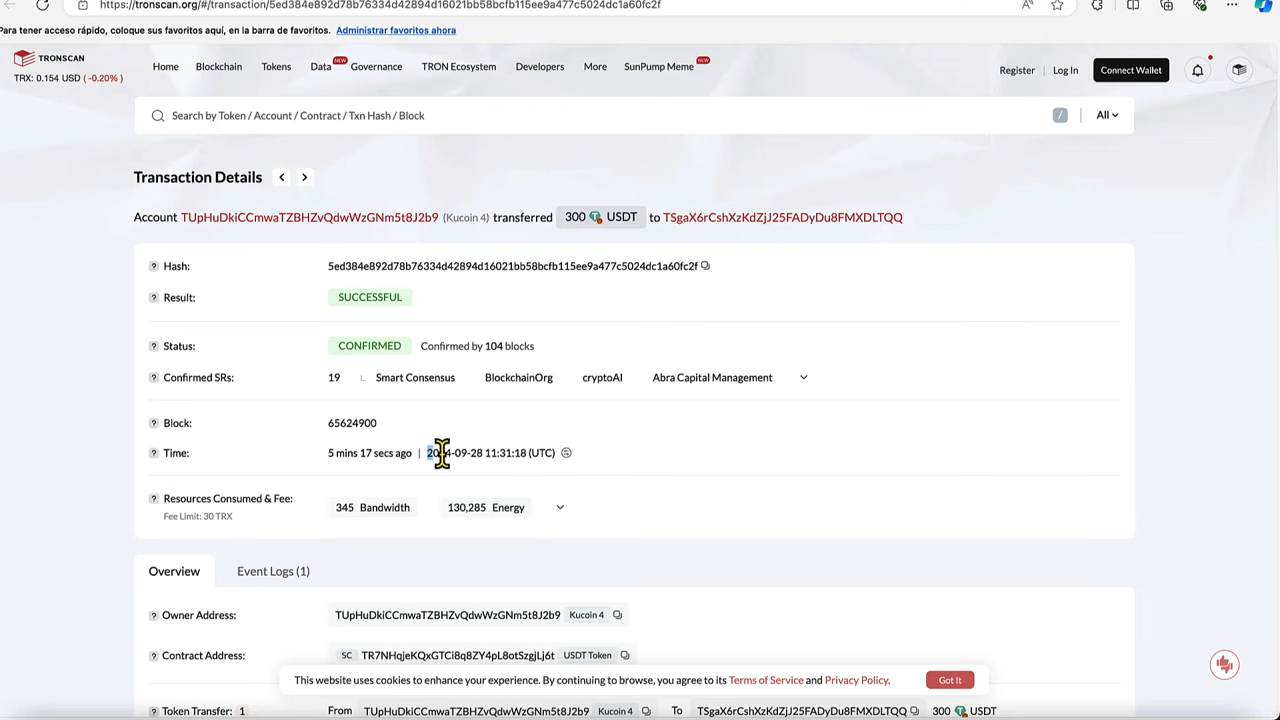 https://tronscan.org/#/transaction/5ed384e892d78b76334d42894d16021bb58bcfb115ee9a477c5024dc1a60fc2f
Para tener acceso rápido, coloque sus favoritos aquí, en la barra de favoritos. Administrar favoritos ahora
TRONSCAN
TRX: 0.154 USD (-0.20%)
Home Blockchain Tokens Data NEW Governance TRON Ecosystem Developers More SunPump Meme NEW
Register | Log In Connect Wallet
Search by Token / Account / Contract / Txn Hash / Block / All
Transaction Details < >
Account TUpHuDkiCCmwaTZBHZvQdwWzGNm5t8J2b9 (Kucoin 4) transferred 300 USDT to TSgaX6rCshXzKdZjJ25FADyDu8FMXDLTQQ
? Hash: 5ed384e892d78b76334d42894d16021bb58bcfb115ee9a477c5024dc1a60fc2f
? Result: SUCCESSFUL
? Status: CONFIRMED Confirmed by 104 blocks
? Confirmed SRs: 19 Smart Consensus BlockchainOrg cryptoAI Abra Capital Management
? Block: 65624900
? Time: 5 mins 17 secs ago | 2024-09-28 11:31:18 (UTC)
? Resources Consumed & Fee: 345 Bandwidth 130,285 Energy
Fee Limit: 30 TRX
Overview Event Logs (1)
? Owner Address: TUpHuDkiCCmwaTZBHZvQdwWzGNm5t8J2b9 Kucoin 4
? Contract Address: SC TR7NHqjeKQxGTCi8q8ZY4pL8otSzgjLj6t USDT Token
This website uses cookies to enhance your experience. By continuing to browse, you agree to its Terms of Service and Privacy Policy. Got It
? Token Transfer: 1 From TUpHuDkiCCmwaTZBHZvQdwWzGNm5t8J2b9 Kucoin 4 To TSgaX6rCshXzKdZjJ25FADyDu8FMXDLTQQ 300 USDT